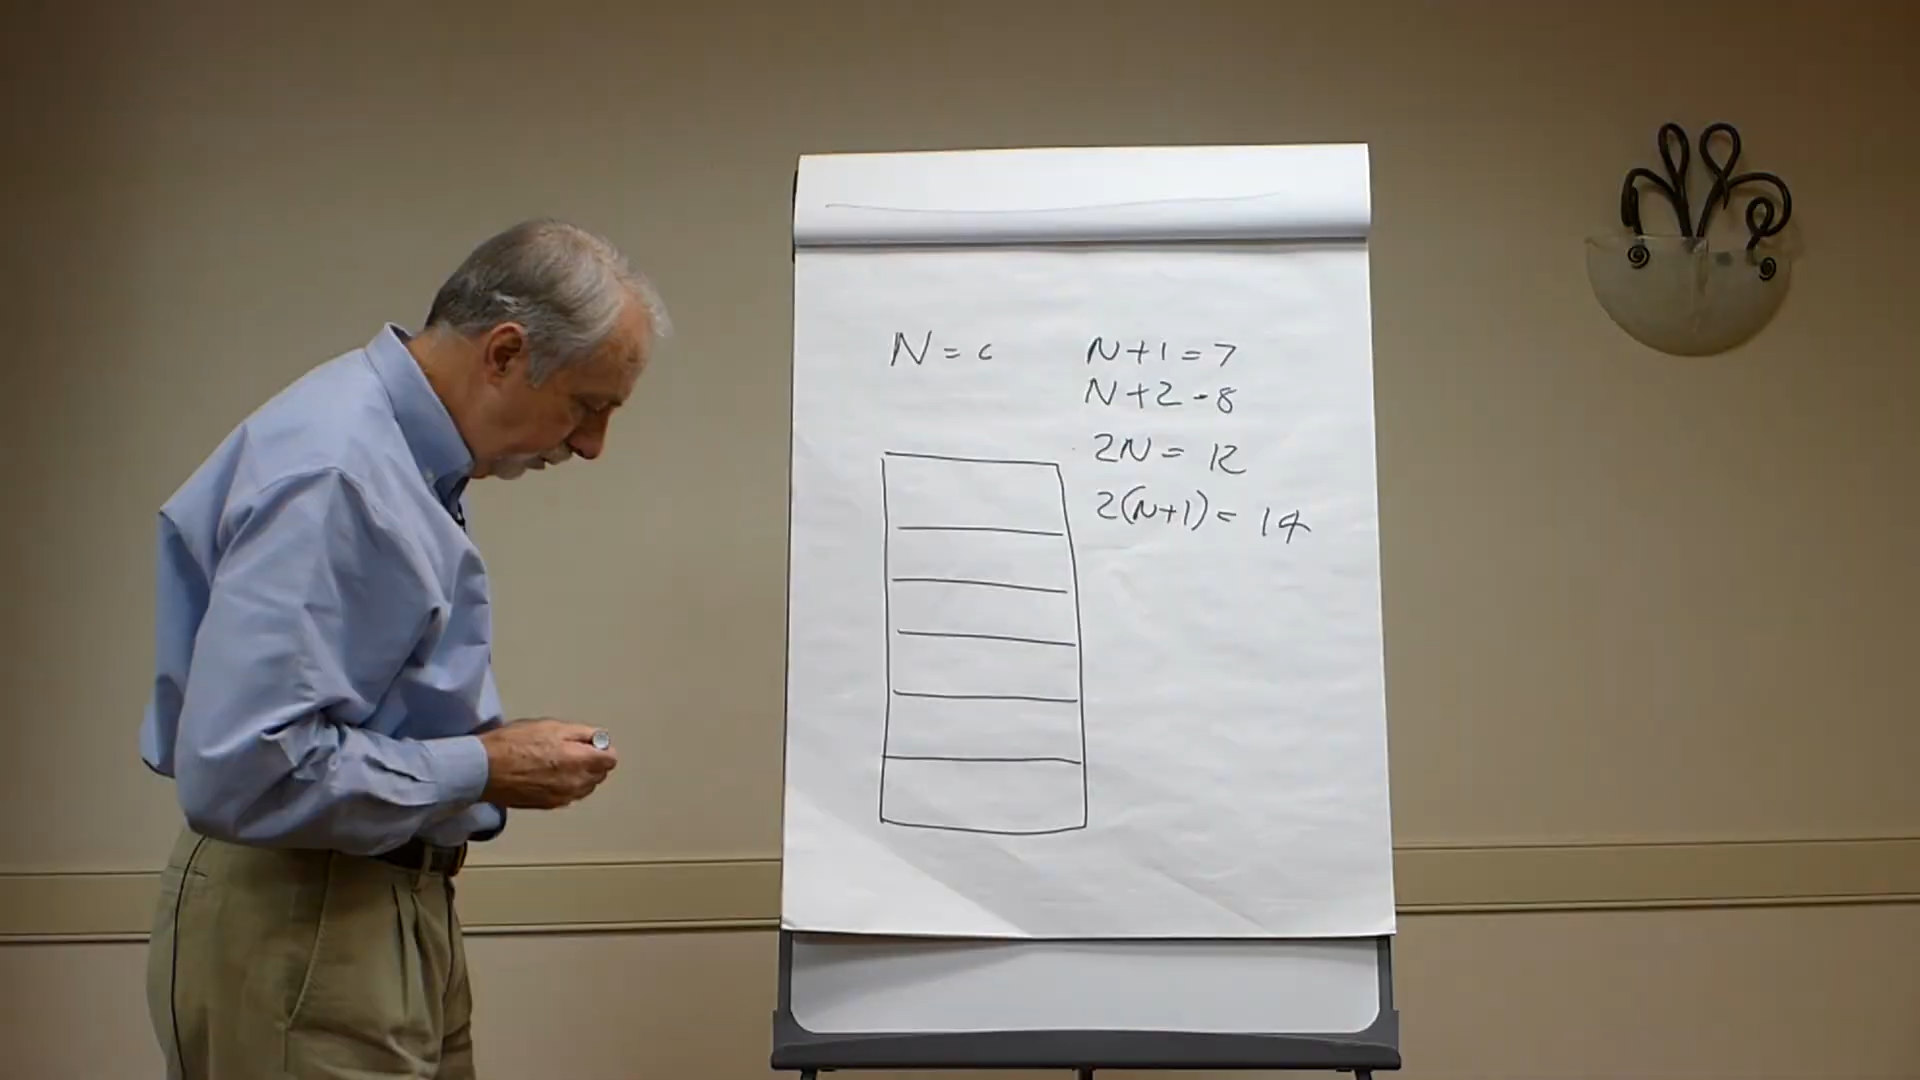 N = 6
N+1 = 7
N+2 - 8
2N = 12
2(N+1) = 14